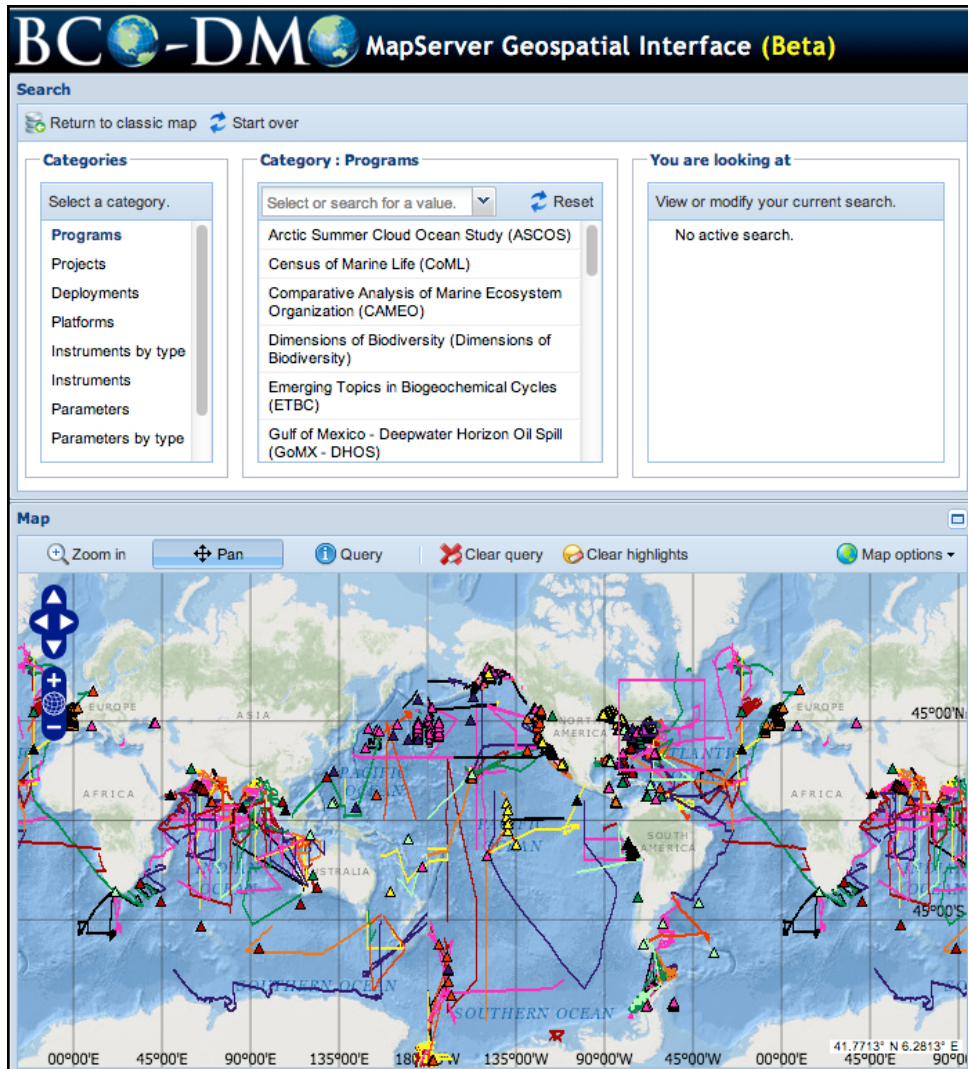 BCO-DMO MapServer Geospatial Interface (Beta)
Search
Return to classic map Start over
Categories
Select a category.
Programs
Projects
Deployments
Platforms
Instruments by type
Instruments
Parameters
Parameters by type
Category : Programs
Select or search for a value. Reset
Arctic Summer Cloud Ocean Study (ASCOS)
Census of Marine Life (CoML)
Comparative Analysis of Marine Ecosystem
Organization (CAMEO)
Dimensions of Biodiversity (Dimensions of
Biodiversity)
Emerging Topics in Biogeochemical Cycles
(ETBC)
Gulf of Mexico - Deepwater Horizon Oil Spill
(GoMX - DHOS)
You are looking at
View or modify your current search.
No active search.
Map
Zoom in Pan Query Clear query Clear highlights Map options
EUROPE ASIA NORTH AMERICA EUROPE
45°00'N
ATLANTIC
PACIFIC OCEAN
AFRICA AFRICA
SOUTH AMERICA
OCEAN
45°00'S
SOUTHERN OCEAN
SOUTHERN OCEAN
41.7713° N 6.2813° E
00°00'E 45°00'E 90°00'E 135°00'E 135°00'W 90°00'W 45°00'W 00°00'E 45°00'E